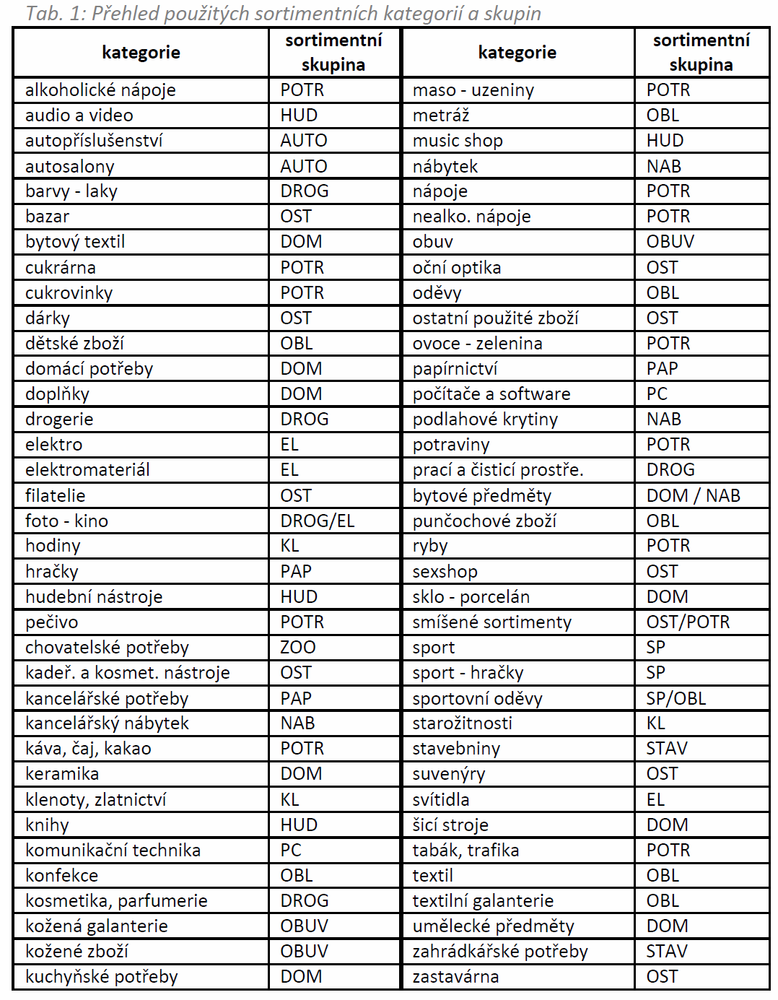 Tab. 1: Přehled použitých sortimentních kategorií a skupin
kategorie sortimentní skupina kategorie sortimentní skupina
alkoholické nápoje POTR maso - uzeniny POTR
audio a video HUD metráž OBL
autopříslušenství AUTO music shop HUD
autosalony AUTO nábytek NAB
barvy - laky DROG nápoje POTR
bazar OST nealko. nápoje POTR
bytový textil DOM obuv OBUV
cukrárna POTR oční optika OST
cukrovinky POTR oděvy OBL
dárky OST ostatní použité zboží OST
dětské zboží OBL ovoce - zelenina POTR
domácí potřeby DOM papírnictví PAP
doplňky DOM počítače a software PC
drogerie DROG podlahové krytiny NAB
elektro EL potraviny POTR
elektromateriál EL prací a čisticí prostře. DROG
filatelie OST bytové předměty DOM / NAB
foto - kino DROG/EL punčochové zboží OBL
hodiny KL ryby POTR
hračky PAP sexshop OST
hudební nástroje HUD sklo - porcelán DOM
pečivo POTR smíšené sortimenty OST/POTR
chovatelské potřeby ZOO sport SP
kadeř. a kosmet. nástroje OST sport - hračky SP
kancelářské potřeby PAP sportovní oděvy SP/OBL
kancelářský nábytek NAB starožitnosti KL
káva, čaj, kakao POTR stavebniny STAV
keramika DOM suvenýry OST
klenoty, zlatnictví KL svítidla EL
knihy HUD šicí stroje DOM
komunikační technika PC tabák, trafika POTR
konfekce OBL textil OBL
kosmetika, parfumerie DROG textilní galanterie OBL
kožená galanterie OBUV umělecké předměty DOM
kožené zboží OBUV zahrádkářské potřeby STAV
kuchyňské potřeby DOM zastavárna OST